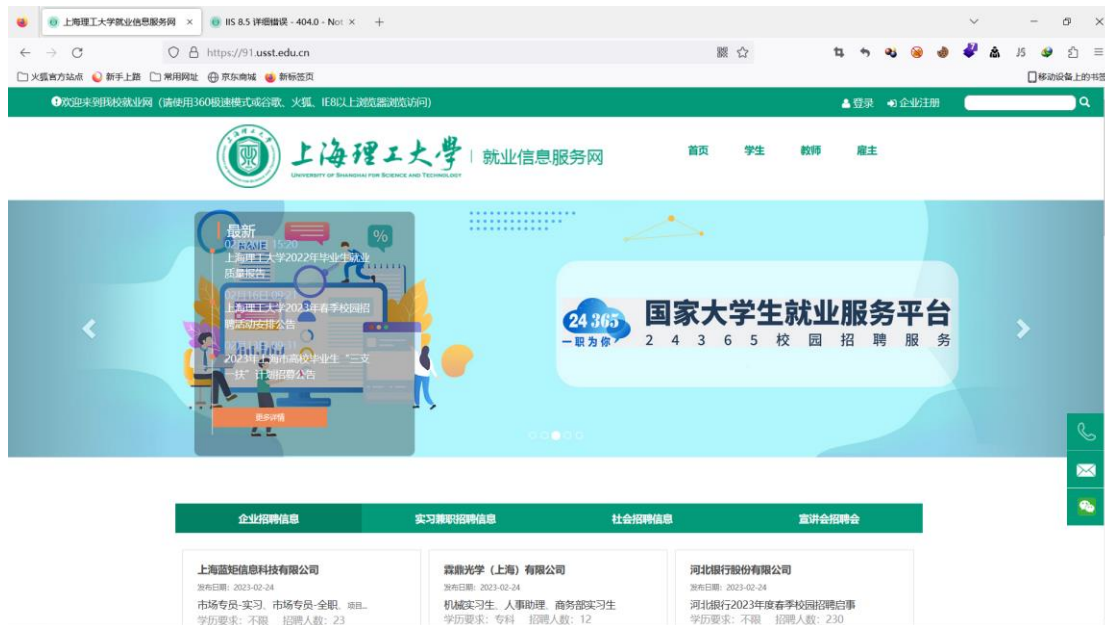 上海理工大学就业信息服务网
IIS 8.5 详细错误 - 404.0 - Not
https://91.usst.edu.cn
火狐官方站点 新手上路 常用网址 京东商城 新标签页
移动设备上的书签
欢迎来到我校就业网（请使用360极速模式或谷歌、火狐、IE8以上浏览器浏览访问）
登录 企业注册
上海理工大学 就业信息服务网
UNIVERSITY OF SHANGHAI FOR SCIENCE AND TECHNOLOGY
首页 学生 教师 雇主
最新
15:20
上海理工大学2022年毕业生就业
质量报告
02月16日 09:2
上海理工大学2023年春季校园招
聘活动安排公告
2023年上海市高校毕业生“三支
一扶”计划招募公告
更多详情
24365
一职为你
国家大学生就业服务平台
24365校园招聘服务
企业招聘信息 实习兼职招聘信息 社会招聘信息 宣讲会招聘会
上海蓝矩信息科技有限公司
发布日期：2023-02-24
市场专员-实习、市场专员-全职、项目...
学历要求：不限 招聘人数：23
霖鼎光学（上海）有限公司
发布日期：2023-02-24
机械实习生、人事助理、商务部实习生
学历要求：专科 招聘人数：12
河北银行股份有限公司
发布日期：2023-02-24
河北银行2023年度春季校园招聘启事
学历要求：不限 招聘人数：230